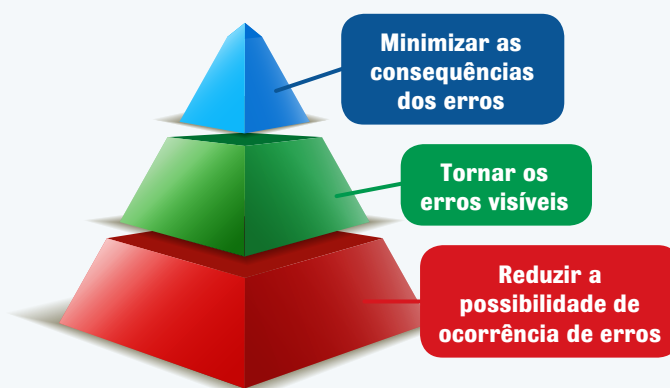 Minimizar as
consequências
dos erros
Tornar os
erros visíveis
Reduzir a
possibilidade de
ocorrência de erros